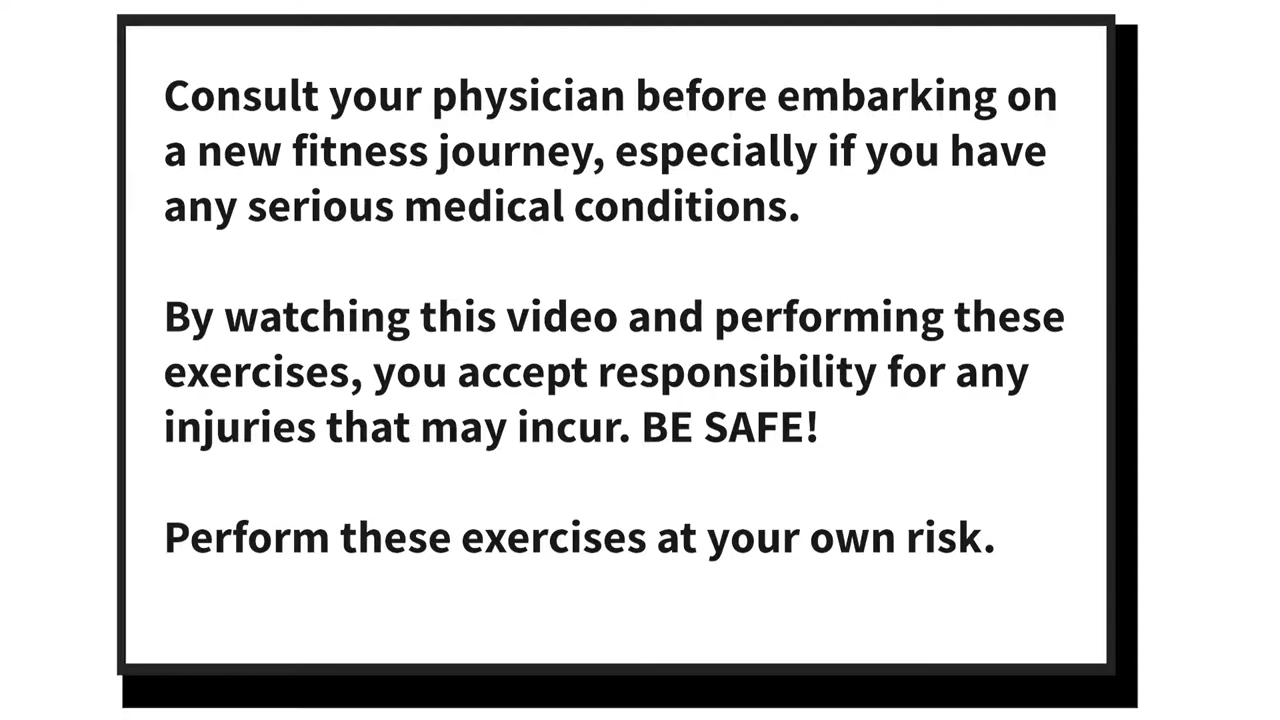 Consult your physician before embarking on
a new fitness journey, especially if you have
any serious medical conditions.
By watching this video and performing these
exercises, you accept responsibility for any
injuries that may incur. BE SAFE!
Perform these exercises at your own risk.